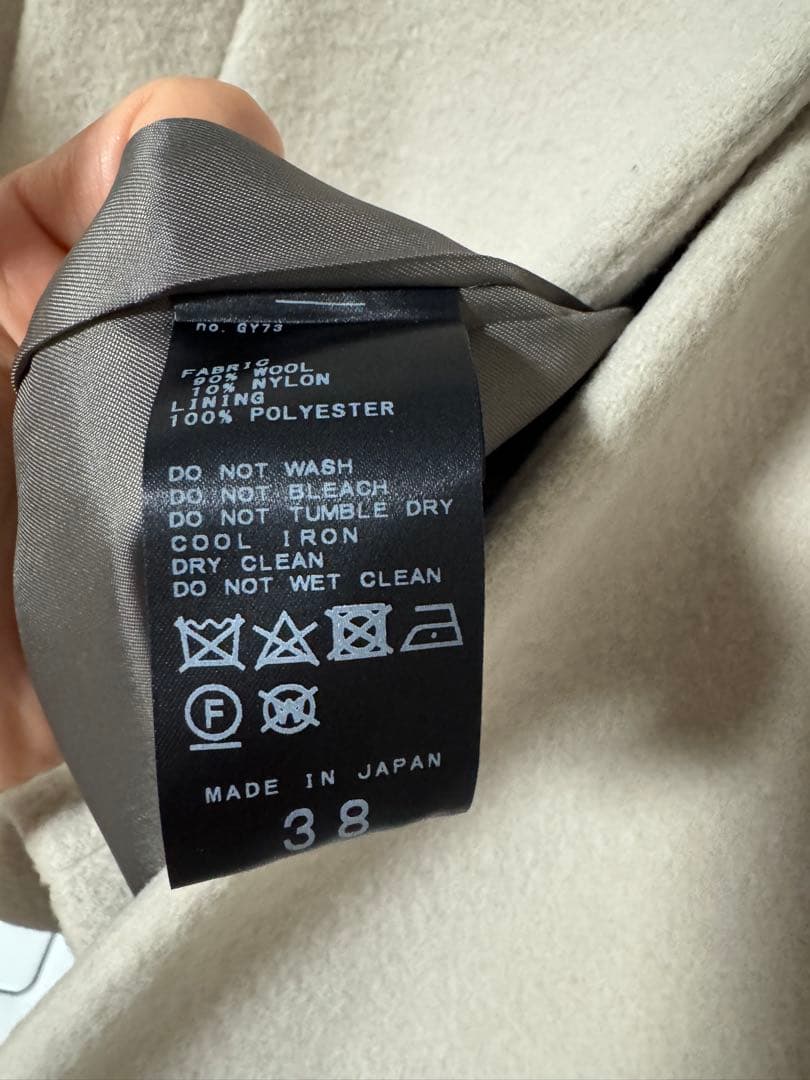 no. GY73
FABRIC
90% WOOL
10% NYLON
LINING
100% POLYESTER
DO NOT WASH
DO NOT BLEACH
DO NOT TUMBLE DRY
COOL IRON
DRY CLEAN
DO NOT WET CLEAN
F W
MADE IN JAPAN
38